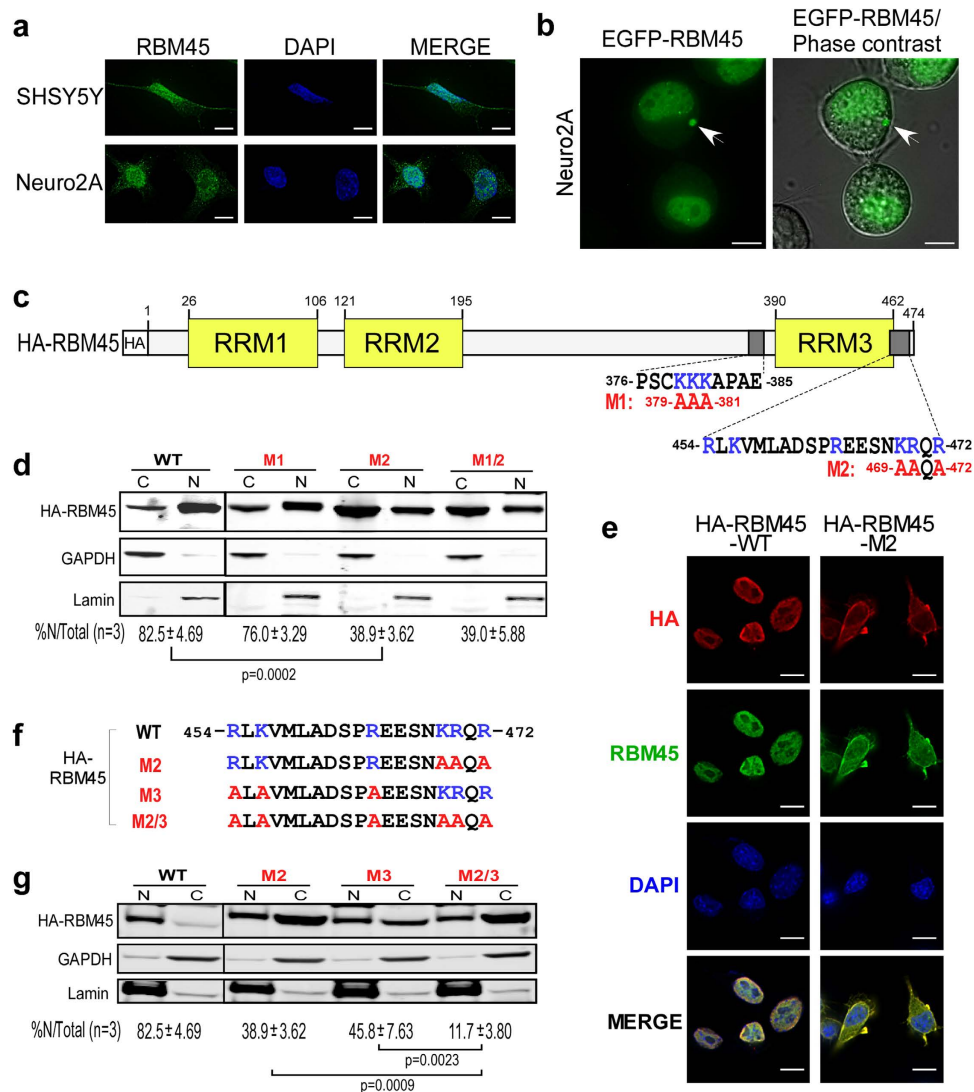 a
RBM45 DAPI MERGE
SHSY5Y
Neuro2A
b
EGFP-RBM45
EGFP-RBM45/
Phase contrast
Neuro2A
c
1 26 106 121 195 390 462 474
HA-RBM45 HA RRM1 RRM2 RRM3
376-PSCKKKAPAE-385
M1: 379-AAA-381
454-RLKVMLADSPREESNKRQR-472
M2: 469-AAQA-472
d
WT M1 M2 M1/2
C N C N C N C N
HA-RBM45
GAPDH
Lamin
%N/Total (n=3) 82.5±4.69 76.0±3.29 38.9±3.62 39.0±5.88
p=0.0002
e
HA-RBM45
-WT
HA-RBM45
-M2
HA
RBM45
DAPI
MERGE
f
HA-
RBM45
WT 454-RLKVMLADSPREESNKRQR-472
M2 RLKVMLADSPREESNAAQA
M3 ALAVMLADSPAEESNKRQR
M2/3 ALAVMLADSPAEESNAAQA
g
WT M2 M3 M2/3
N C N C N C N C
HA-RBM45
GAPDH
Lamin
%N/Total (n=3) 82.5±4.69 38.9±3.62 45.8±7.63 11.7±3.80
p=0.0023
p=0.0009